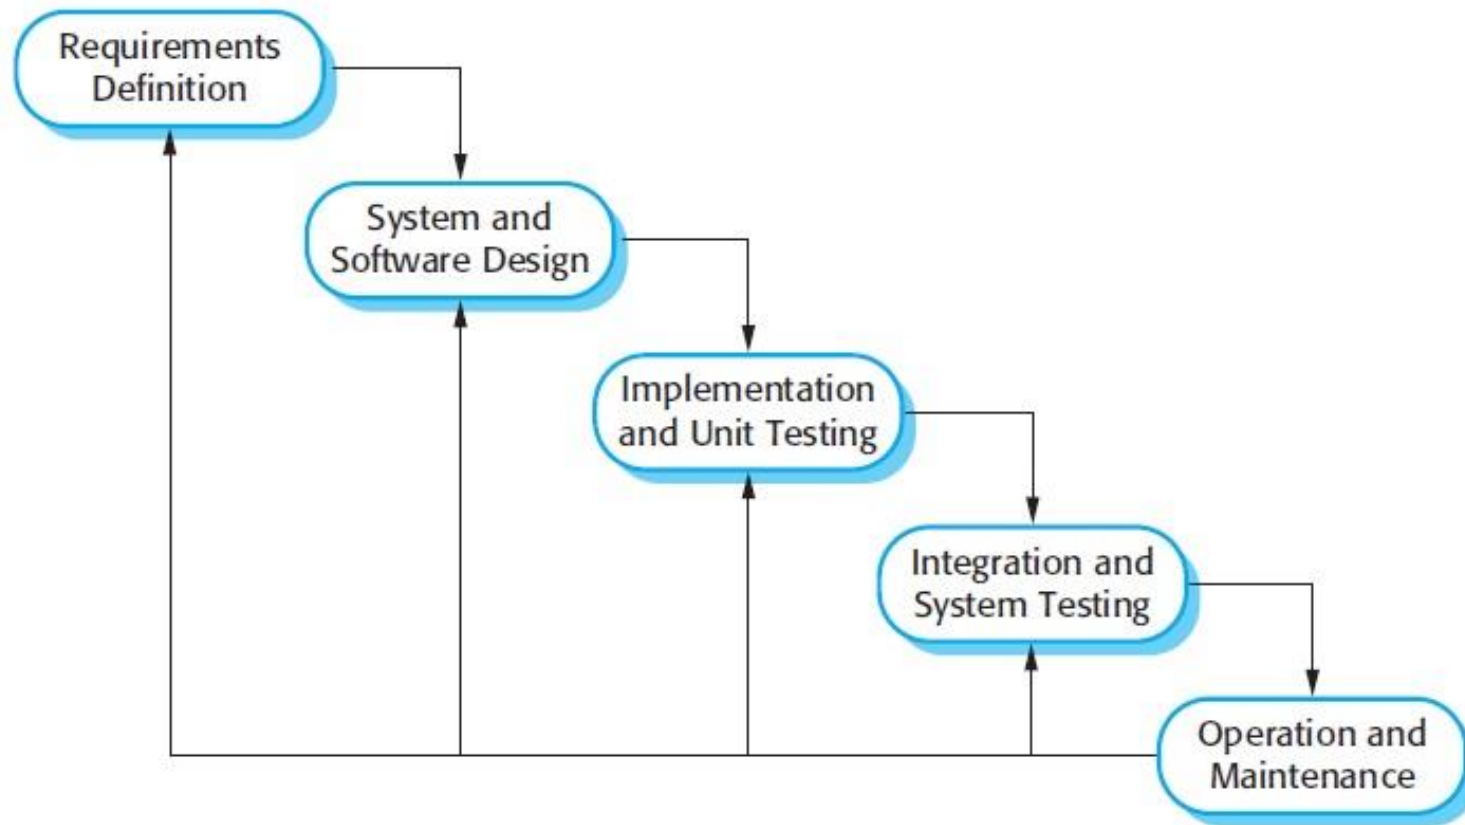 Requirements
Definition
System and
Software Design
Implementation
and Unit Testing
Integration and
System Testing
Operation and
Maintenance